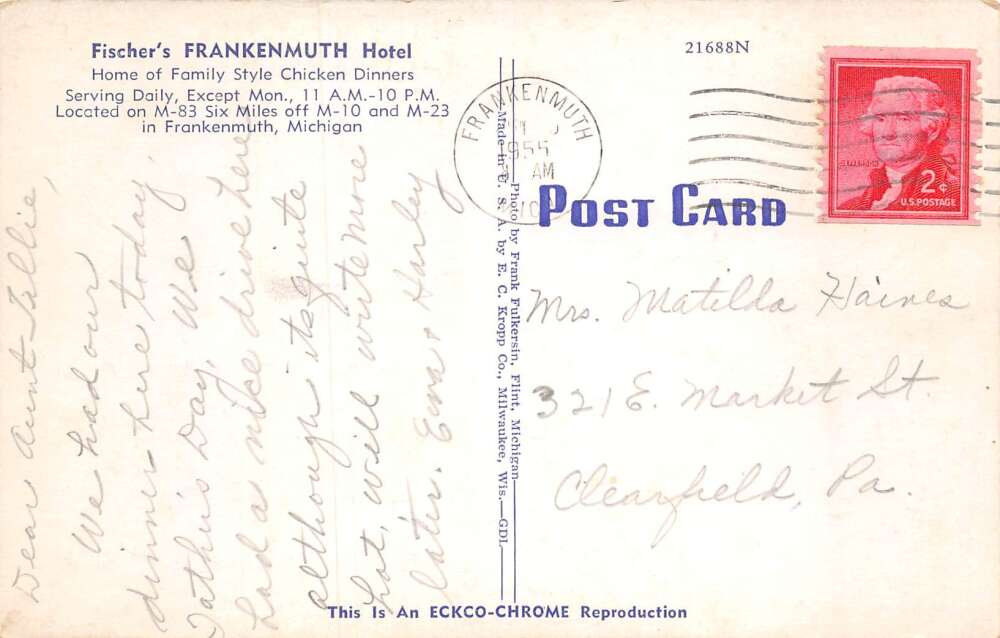 Fischer's FRANKENMUTH Hotel
Home of Family Style Chicken Dinners
Serving Daily, Except Mon., 11 A.M.-10 P.M.
Located on M-83 Six Miles off M-10 and M-23
in Frankenmuth, Michigan
Dear Aunt Tillie,
We had our
dinner here today,
Father's Day. We
had a nice drive here
although its quite
hot, will write more
later. Harley
Photo by Frank Fulkersin, Flint, Michigan
Made in U. S. A. by E. C. Kropp Co., Milwaukee, Wis.—GDL
21688N
FRANKENMUTH
1955
AM
2¢
U.S. POSTAGE
POST CARD
Mrs. Matilda Haines
321 E. Market St.
Clearfield, Pa.
This Is An ECKCO-CHROME Reproduction